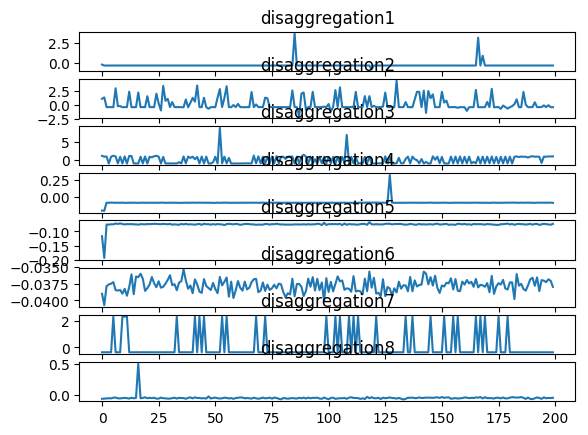 disaggregation1
2.5
0.0
disaggregation2
2.5
0.0
−2.5
disaggregation3
5
0
disaggregation4
0.25
0.00
disaggregation5
−0.10
−0.15
−0.20
disaggregation6
−0.0350
−0.0375
−0.0400
disaggregation7
2
0
disaggregation8
0.5
0.0
0 25 50 75 100 125 150 175 200